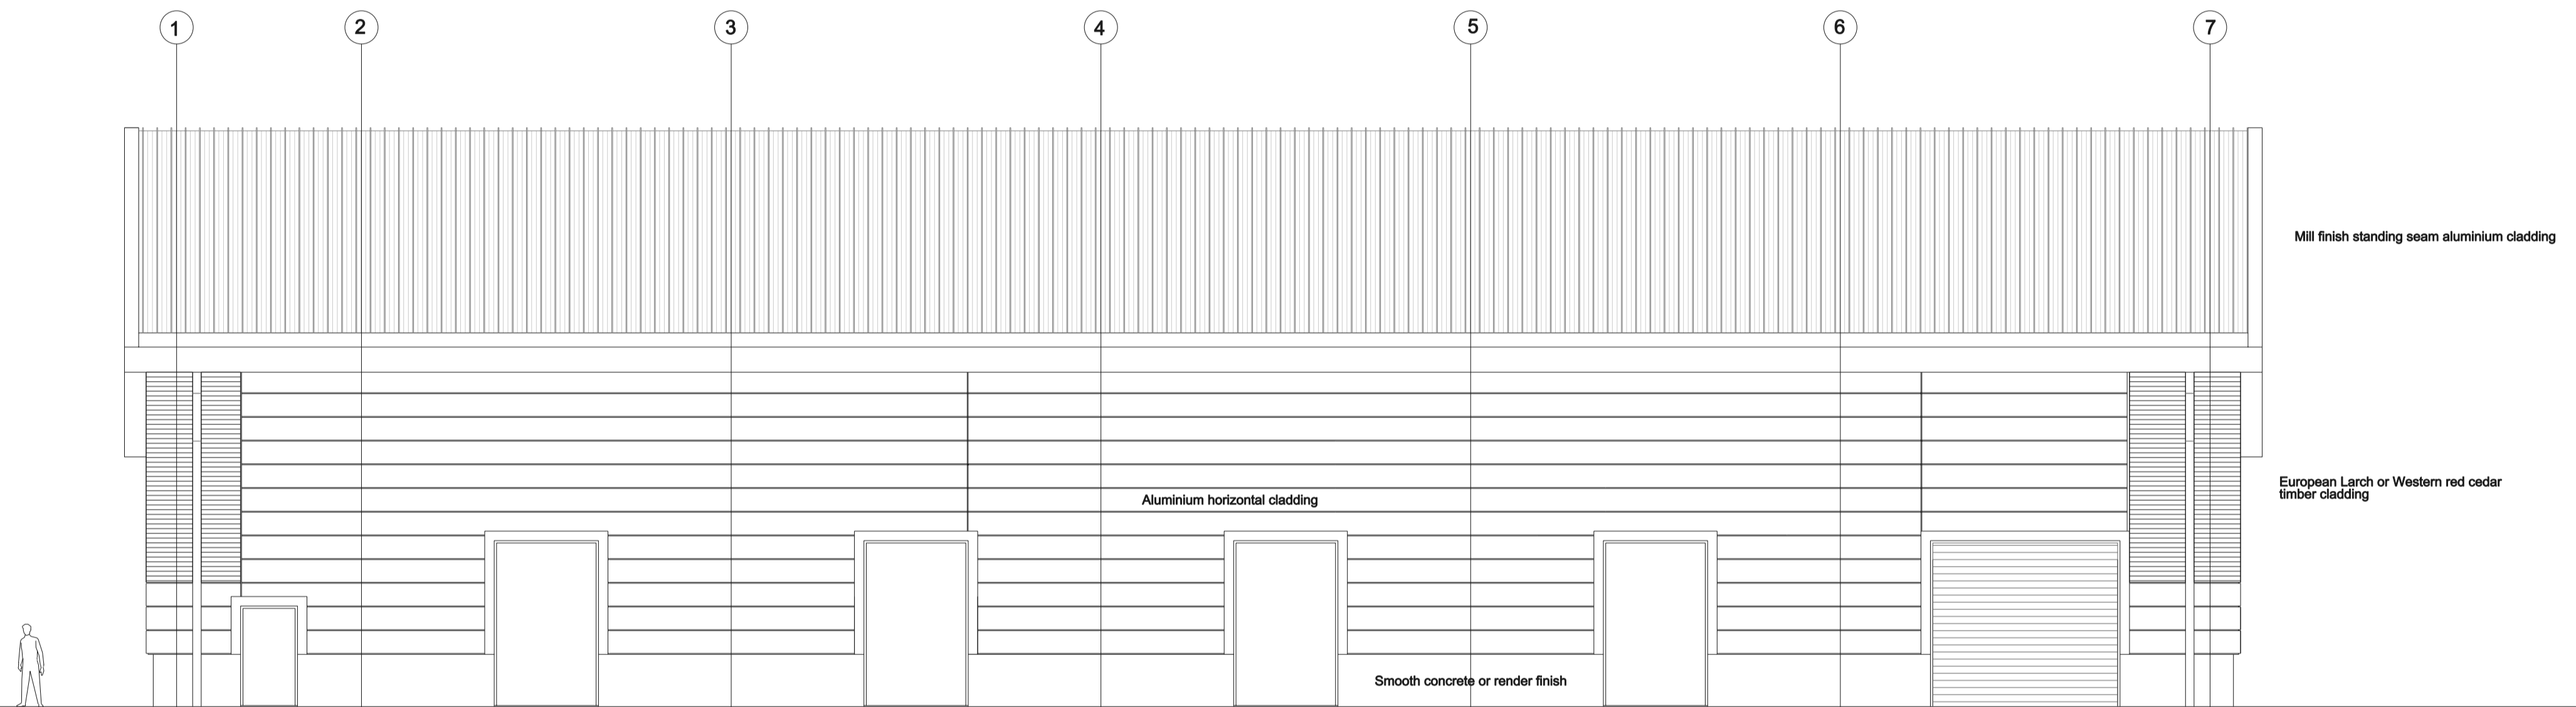 1 2 3 4 5 6 7
Mill finish standing seam aluminium cladding
European Larch or Western red cedar
timber cladding
Aluminium horizontal cladding
Smooth concrete or render finish